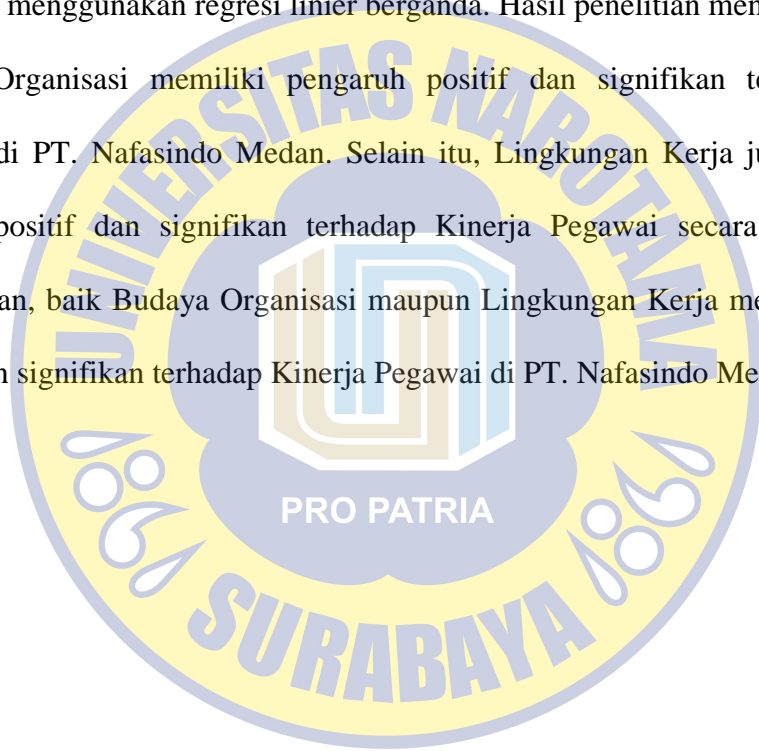 menggunakan regresi linier berganda. Hasil penelitian men
Organisasi memiliki pengaruh positif dan signifikan te
di PT. Nafasindo Medan. Selain itu, Lingkungan Kerja ju
positif dan signifikan terhadap Kinerja Pegawai secara
an, baik Budaya Organisasi maupun Lingkungan Kerja me
n signifikan terhadap Kinerja Pegawai di PT. Nafasindo Me
UNIVERSITAS NAROTAMA
PRO PATRIA
1981 1981
SURABAYA